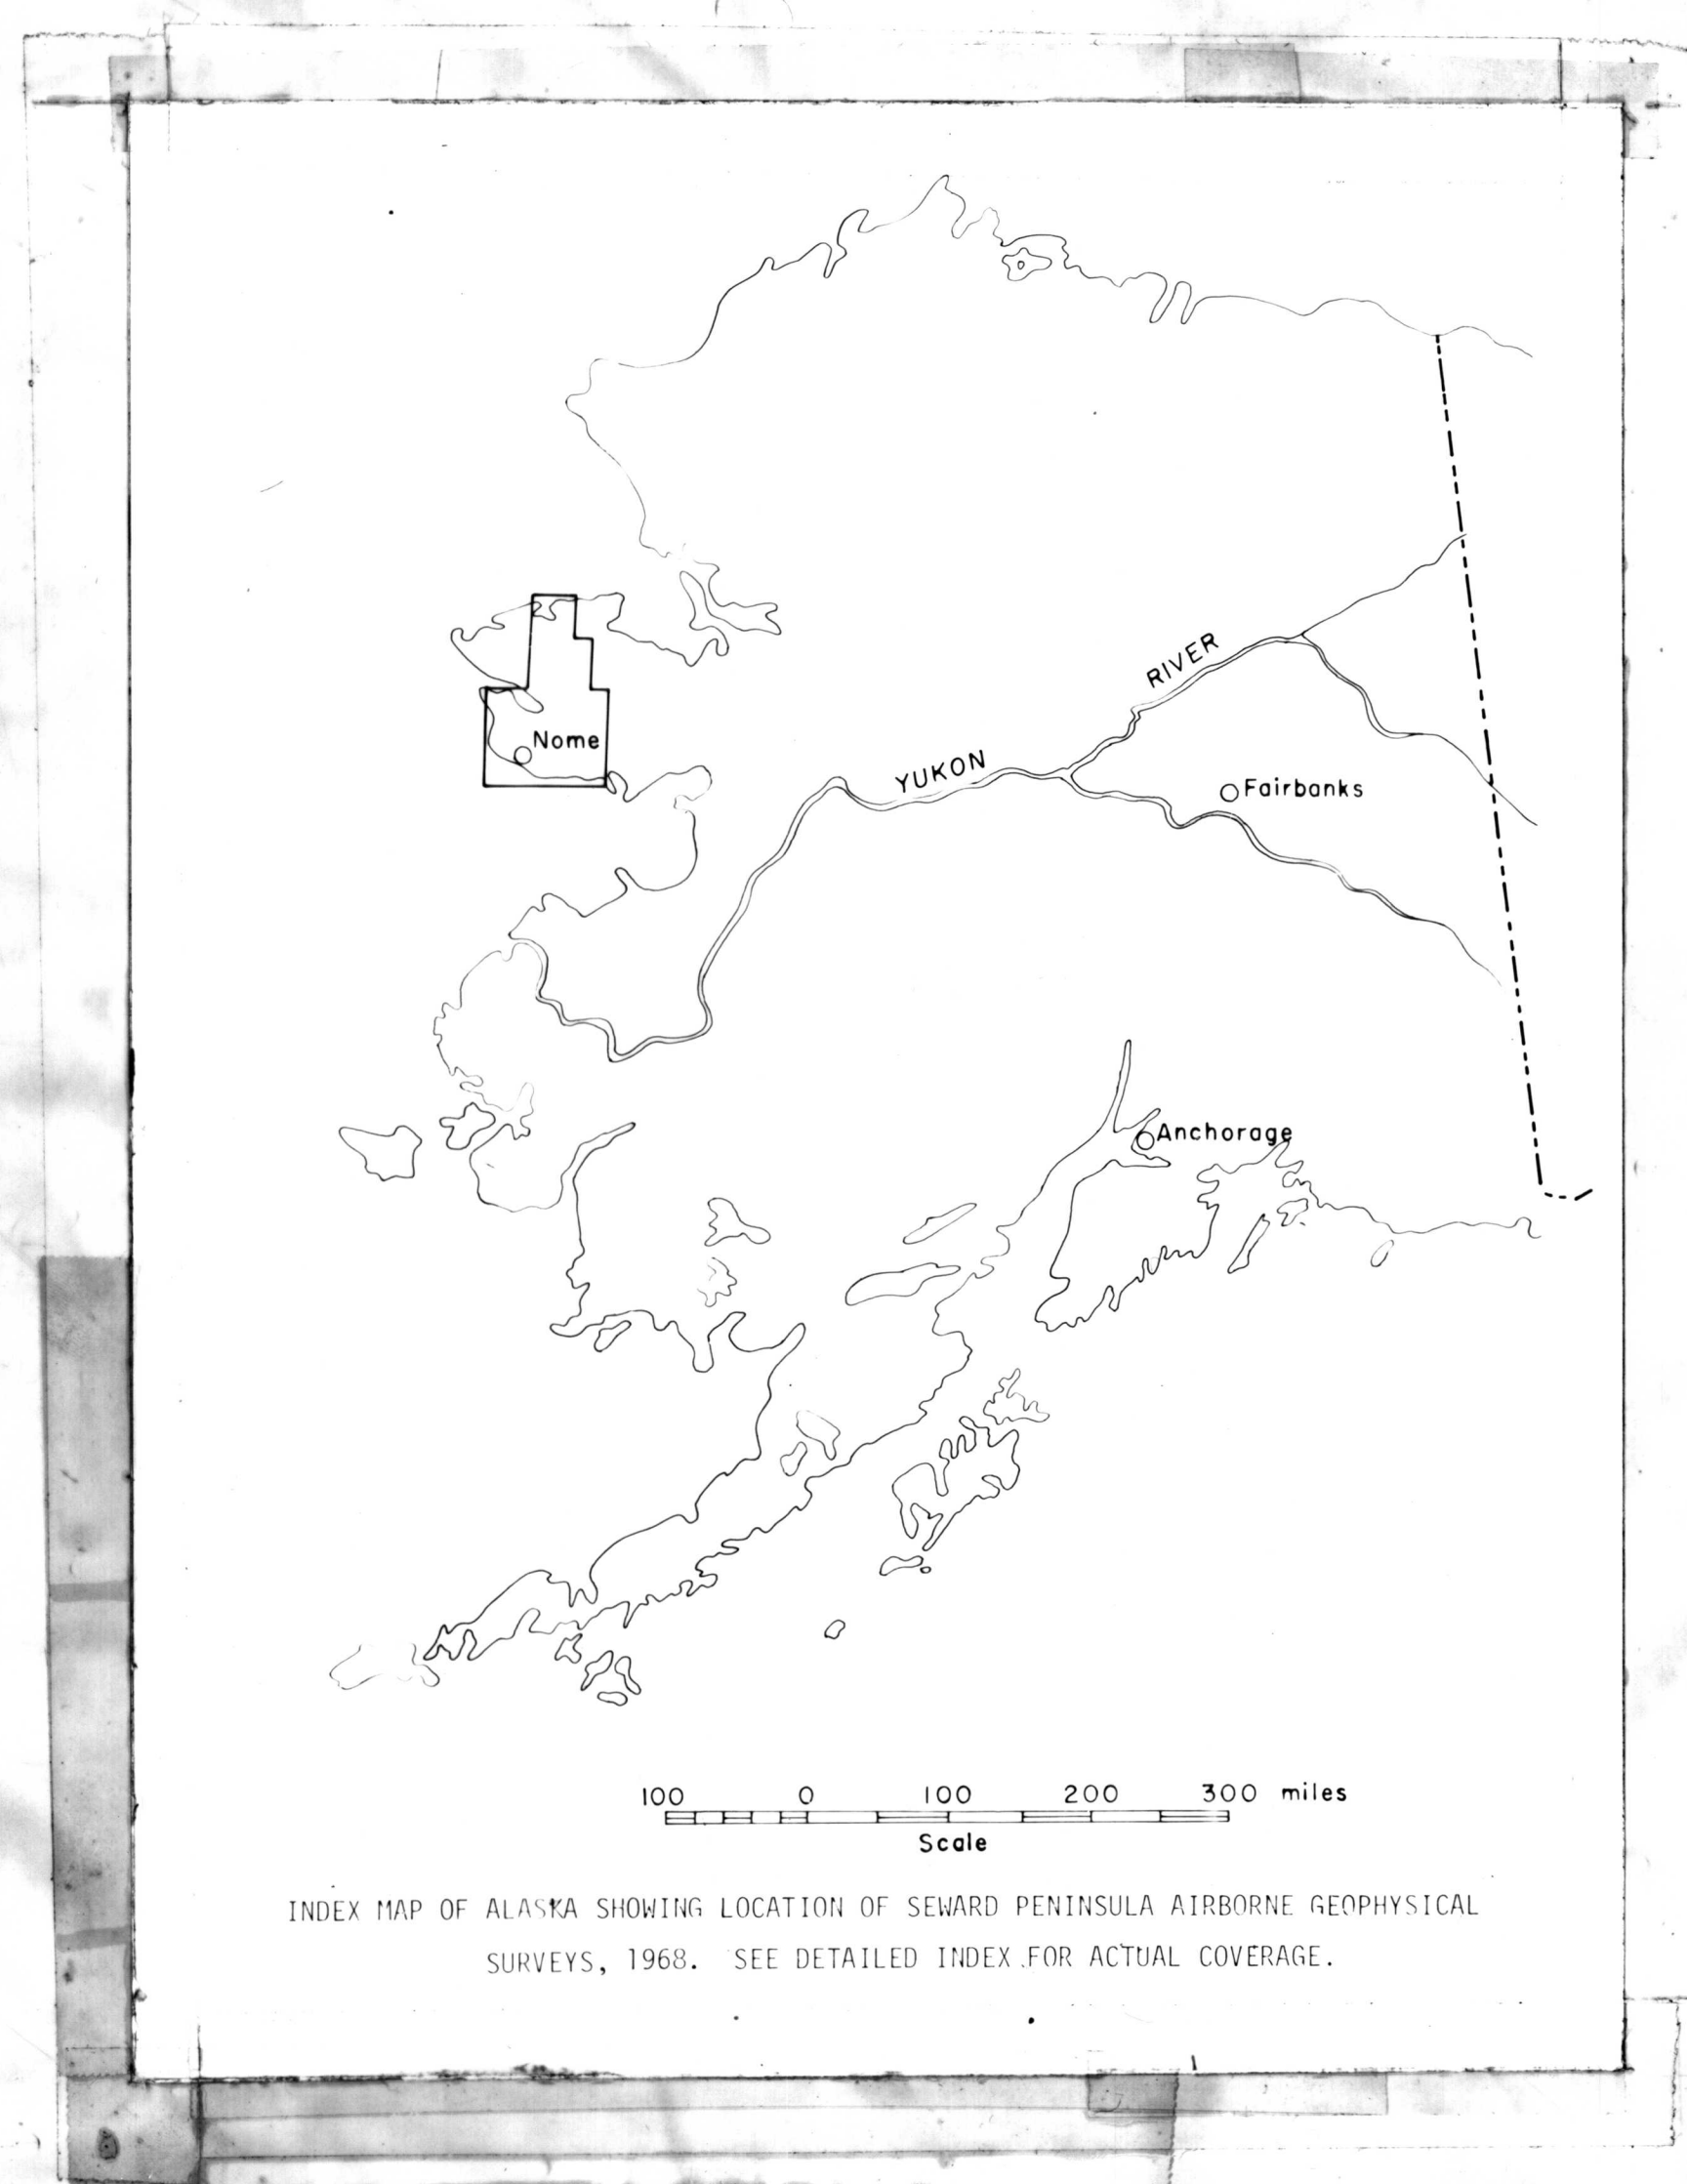 RIVER
Nome
YUKON
Fairbanks
Anchorage
100 0 100 200 300 miles
Scale
INDEX MAP OF ALASKA SHOWING LOCATION OF SEWARD PENINSULA AIRBORNE GEOPHYSICAL
SURVEYS, 1968. SEE DETAILED INDEX FOR ACTUAL COVERAGE.